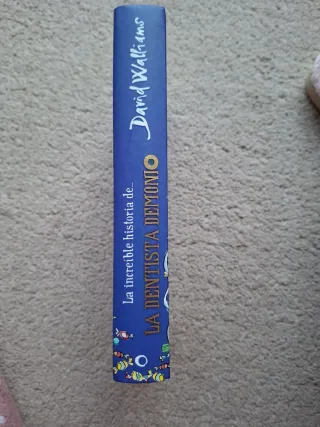 David Walliams
La increíble historia de...
LA DENTISTA DEMONIO